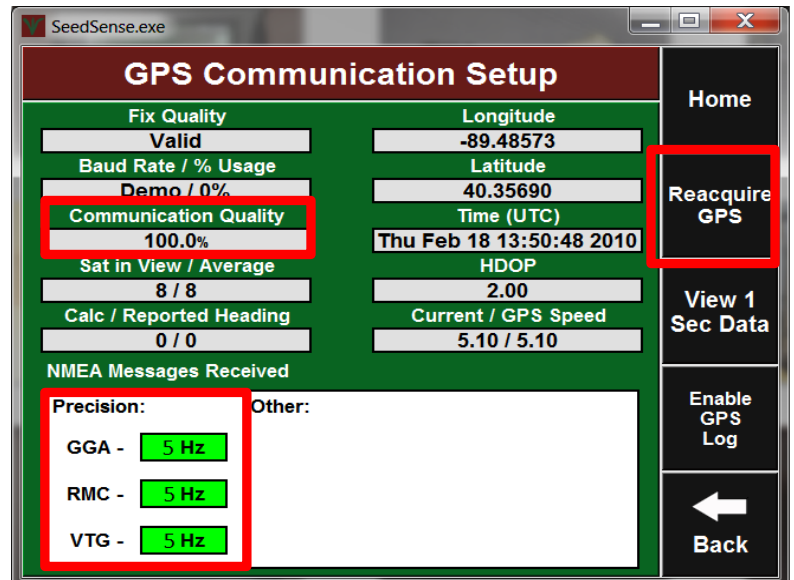 SeedSense.exe
GPS Communication Setup
Fix Quality
Valid
Baud Rate / % Usage
Demo / 0%
Communication Quality
100.0%
Sat in View / Average
8 / 8
Calc / Reported Heading
0 / 0
Longitude
-89.48573
Latitude
40.35690
Time (UTC)
Thu Feb 18 13:50:48 2010
HDOP
2.00
Current / GPS Speed
5.10 / 5.10
NMEA Messages Received
Precision:
GGA - 5 Hz
RMC - 5 Hz
VTG - 5 Hz
Other:
Home
Reacquire
GPS
View 1
Sec Data
Enable
GPS
Log
Back